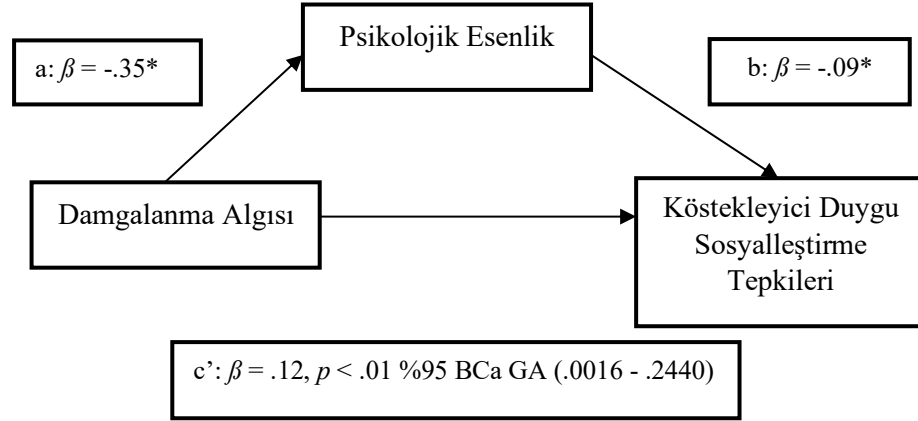 Psikolojik Esenlik
a: β = -.35*
b: β = -.09*
Damgalanma Algısı
Köstekleyici Duygu
Sosyalleştirme
Tepkileri
c’: β = .12, p < .01 %95 BCa GA (.0016 - .2440)